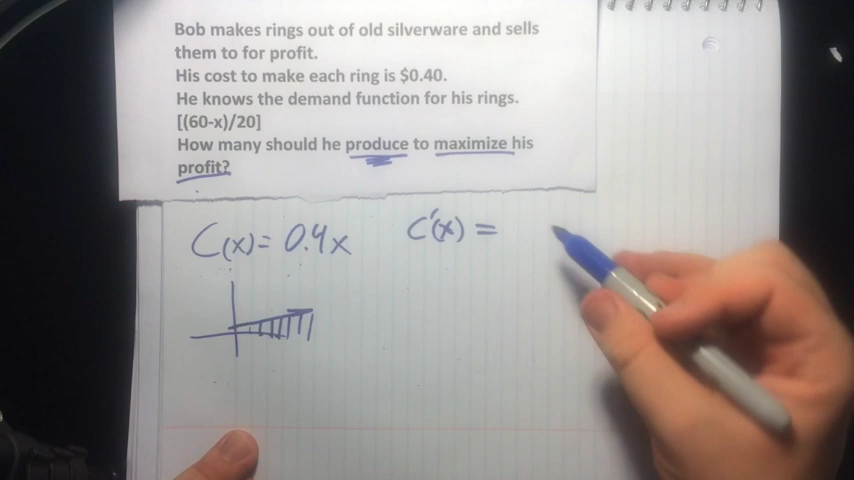 Bob makes rings out of old silverware and sells
them to for profit.
His cost to make each ring is $0.40.
He knows the demand function for his rings.
[(60-x)/20]
How many should he produce to maximize his
profit?
C(x)= 0.4x C'(x) =